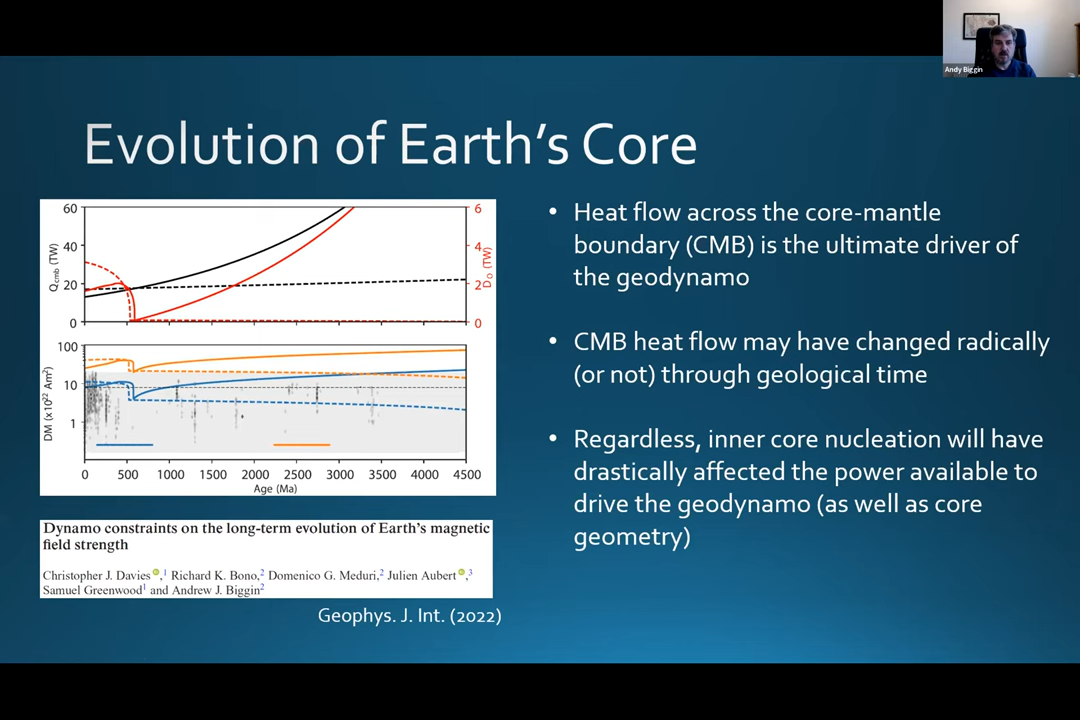 Andy Biggin
Evolution of Earth's Core
60
40
20
0
Qcmb (TW)
6
4
2
0
DΩ (TW)
100
10
1
DM (x10²² Am²)
0
500
1000
1500
2000
2500
3000
3500
4000
4500
Age (Ma)
Dynamo constraints on the long-term evolution of Earth's magnetic
field strength
Christopher J. Davies,¹ Richard K. Bono,² Domenico G. Meduri,² Julien Aubert,³
Samuel Greenwood¹ and Andrew J. Biggin²
Geophys. J. Int. (2022)
• Heat flow across the core-mantle
boundary (CMB) is the ultimate driver of
the geodynamo
• CMB heat flow may have changed radically
(or not) through geological time
• Regardless, inner core nucleation will have
drastically affected the power available to
drive the geodynamo (as well as core
geometry)